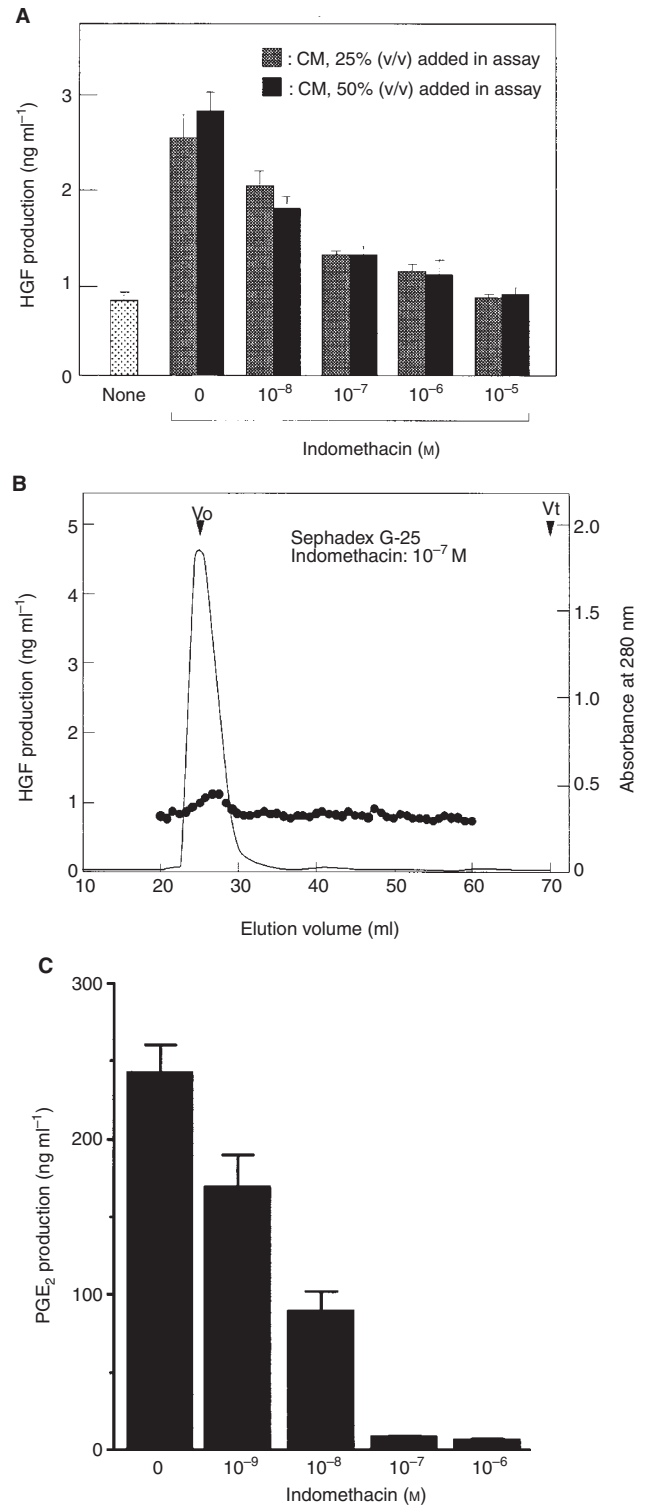 A
: CM, 25% (v/v) added in assay
: CM, 50% (v/v) added in assay
HGF production (ng ml⁻¹)
3
2
1
0
None
0
10⁻⁸
10⁻⁷
10⁻⁶
10⁻⁵
Indomethacin (M)
B
Vo
Vt
Sephadex G-25
Indomethacin: 10⁻⁷ M
HGF production (ng ml⁻¹)
5
4
3
2
1
0
Absorbance at 280 nm
2.0
1.5
1.0
0.5
0
10
20
30
40
50
60
70
Elution volume (ml)
C
PGE₂ production (ng ml⁻¹)
300
200
100
0
0
10⁻⁹
10⁻⁸
10⁻⁷
10⁻⁶
Indomethacin (M)